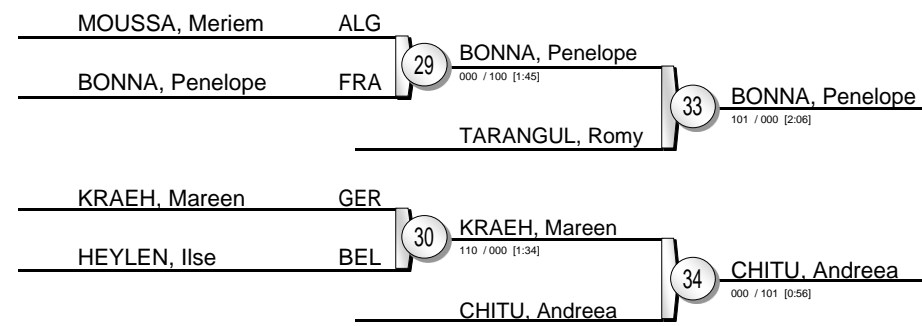 MOUSSA, Meriem ALG
BONNA, Penelope FRA
29
BONNA, Penelope
000 / 100 [1:45]
TARANGUL, Romy
33
BONNA, Penelope
101 / 000 [2:06]
KRAEH, Mareen GER
HEYLEN, Ilse BEL
30
KRAEH, Mareen
110 / 000 [1:34]
CHITU, Andreea
34
CHITU, Andreea
000 / 101 [0:56]